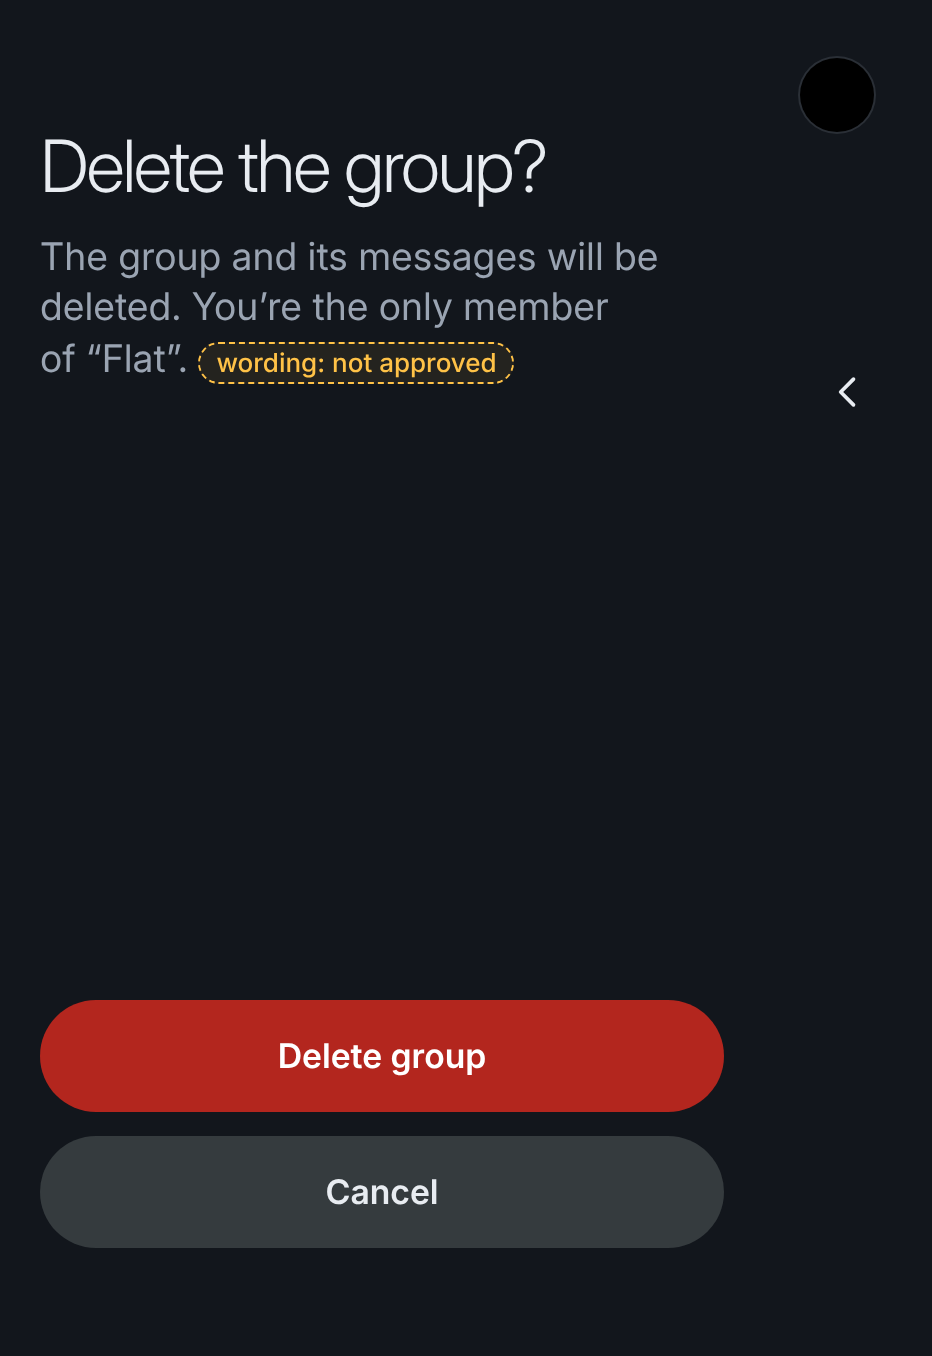 Delete the group?
The group and its messages will be
deleted. You’re the only member
of “Flat”. wording: not approved
Delete group
Cancel